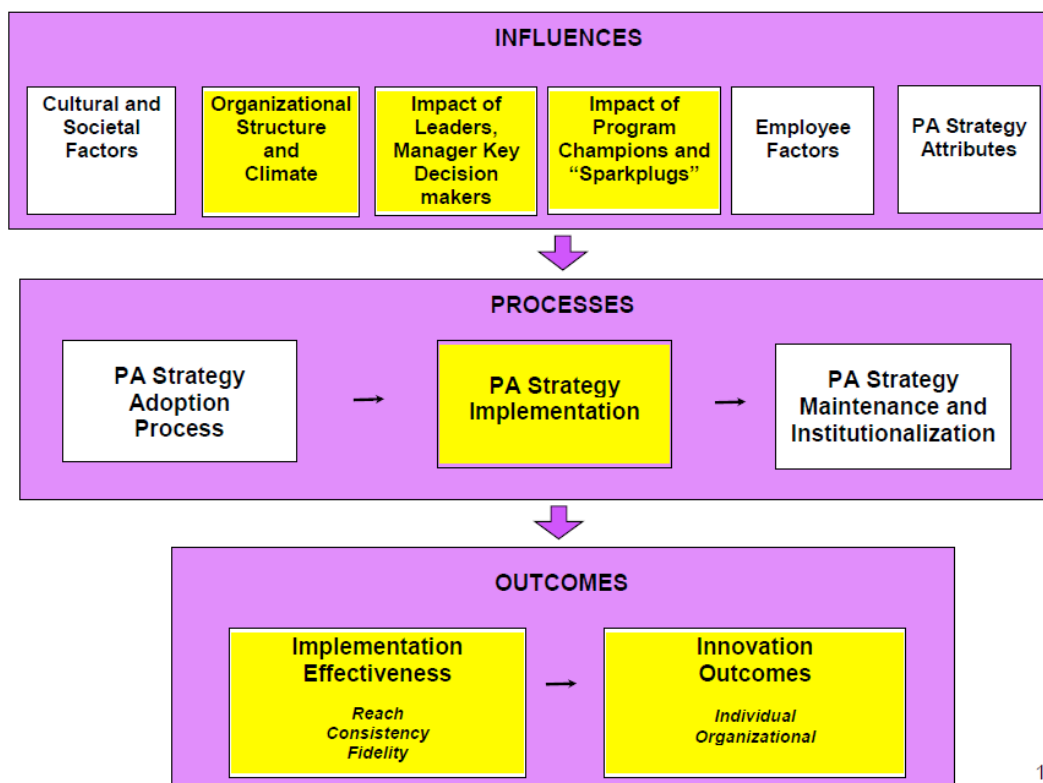 INFLUENCES
Cultural and
Societal
Factors
Organizational
Structure
and
Climate
Impact of
Leaders,
Manager Key
Decision
makers
Impact of
Program
Champions and
“Sparkplugs”
Employee
Factors
PA Strategy
Attributes
PROCESSES
PA Strategy
Adoption
Process
PA Strategy
Implementation
PA Strategy
Maintenance and
Institutionalization
OUTCOMES
Implementation
Effectiveness
Reach
Consistency
Fidelity
Innovation
Outcomes
Individual
Organizational